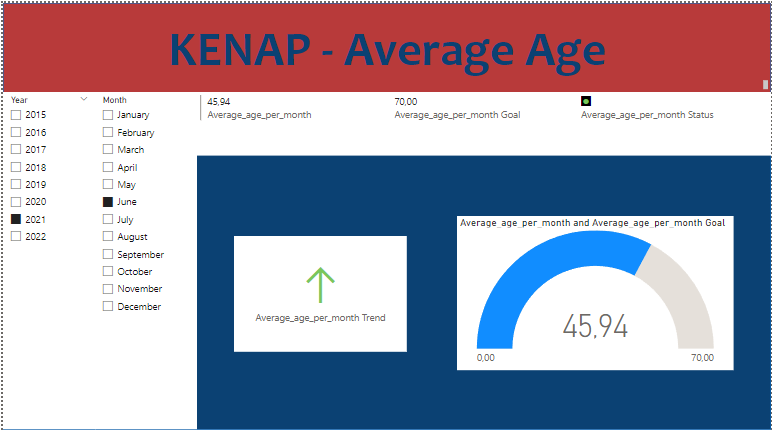 KENAP - Average Age
Year
2015
2016
2017
2018
2019
2020
2021
2022
Month
January
February
March
April
May
June
July
August
September
October
November
December
45,94
Average_age_per_month
70,00
Average_age_per_month Goal
Average_age_per_month Status
Average_age_per_month Trend
Average_age_per_month and Average_age_per_month Goal
45,94
0,00
70,00